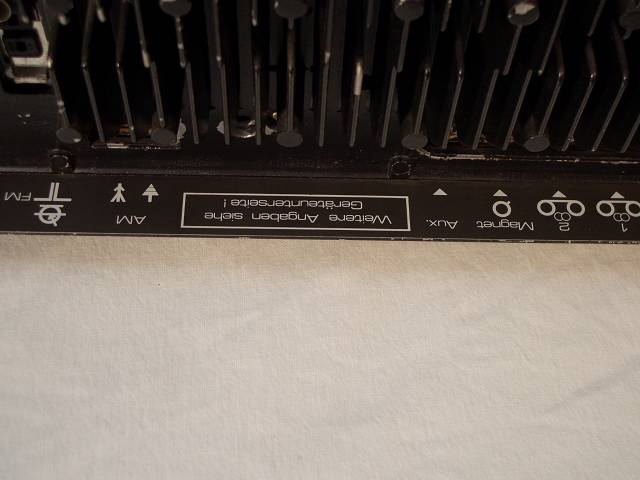 1
2
Magnet
Aux.
Weitere Angaben siehe
Geräteunterseite !
AM
FM